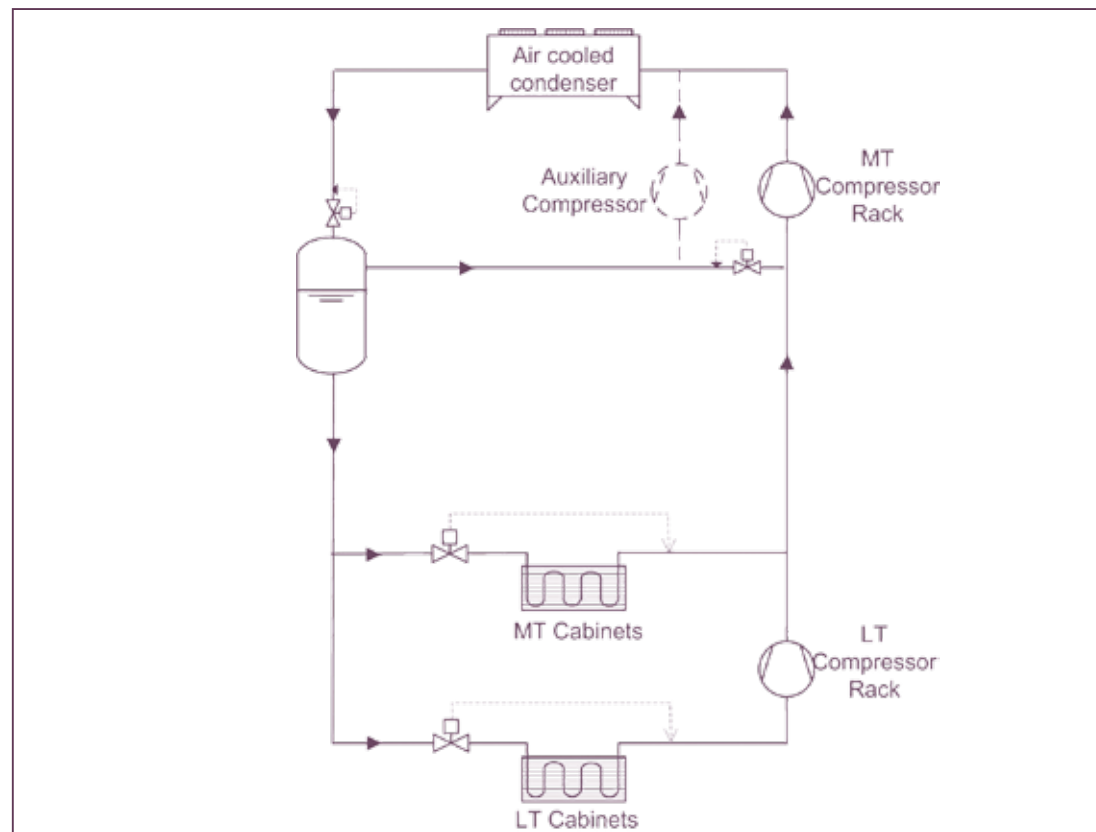 Air cooled
condenser
Auxiliary
Compressor
MT
Compressor
Rack
MT Cabinets
LT
Compressor
Rack
LT Cabinets